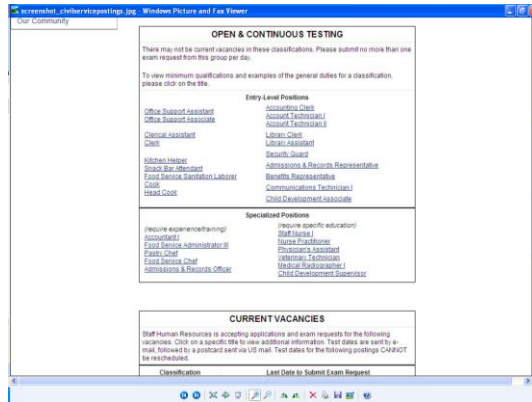 screenshot_civilservicepostings.jpg - Windows Picture and Fax Viewer
Our Community
OPEN & CONTINUOUS TESTING
There may not be current vacancies in these classifications. Please submit no more than one
exam request from this group per day.
To view minimum qualifications and examples of the general duties for a classification,
please click on the title.
Entry-Level Positions
Office Support Assistant
Office Support Associate
Clerical Assistant
Clerk
Kitchen Helper
Snack Bar Attendant
Food Service Sanitation Laborer
Cook
Head Cook
Accounting Clerk
Account Technician I
Account Technician II
Library Clerk
Library Assistant
Security Guard
Admissions & Records Representative
Benefits Representative
Communications Technician I
Child Development Associate
Specialized Positions
(require experience/training)
Accountant I
Food Service Administrator III
Pastry Chef
Food Service Chef
Admissions & Records Officer
(require specific education)
Staff Nurse I
Nurse Practitioner
Physician's Assistant
Veterinary Technician
Medical Radiographer I
Child Development Supervisor
CURRENT VACANCIES
Staff Human Resources is accepting applications and exam requests for the following
vacancies. Click on a specific title to view additional information. Test dates are sent by e-
mail, followed by a postcard sent via US mail. Test dates for the following postings CANNOT
be rescheduled.
Classification
Last Date to Submit Exam Request